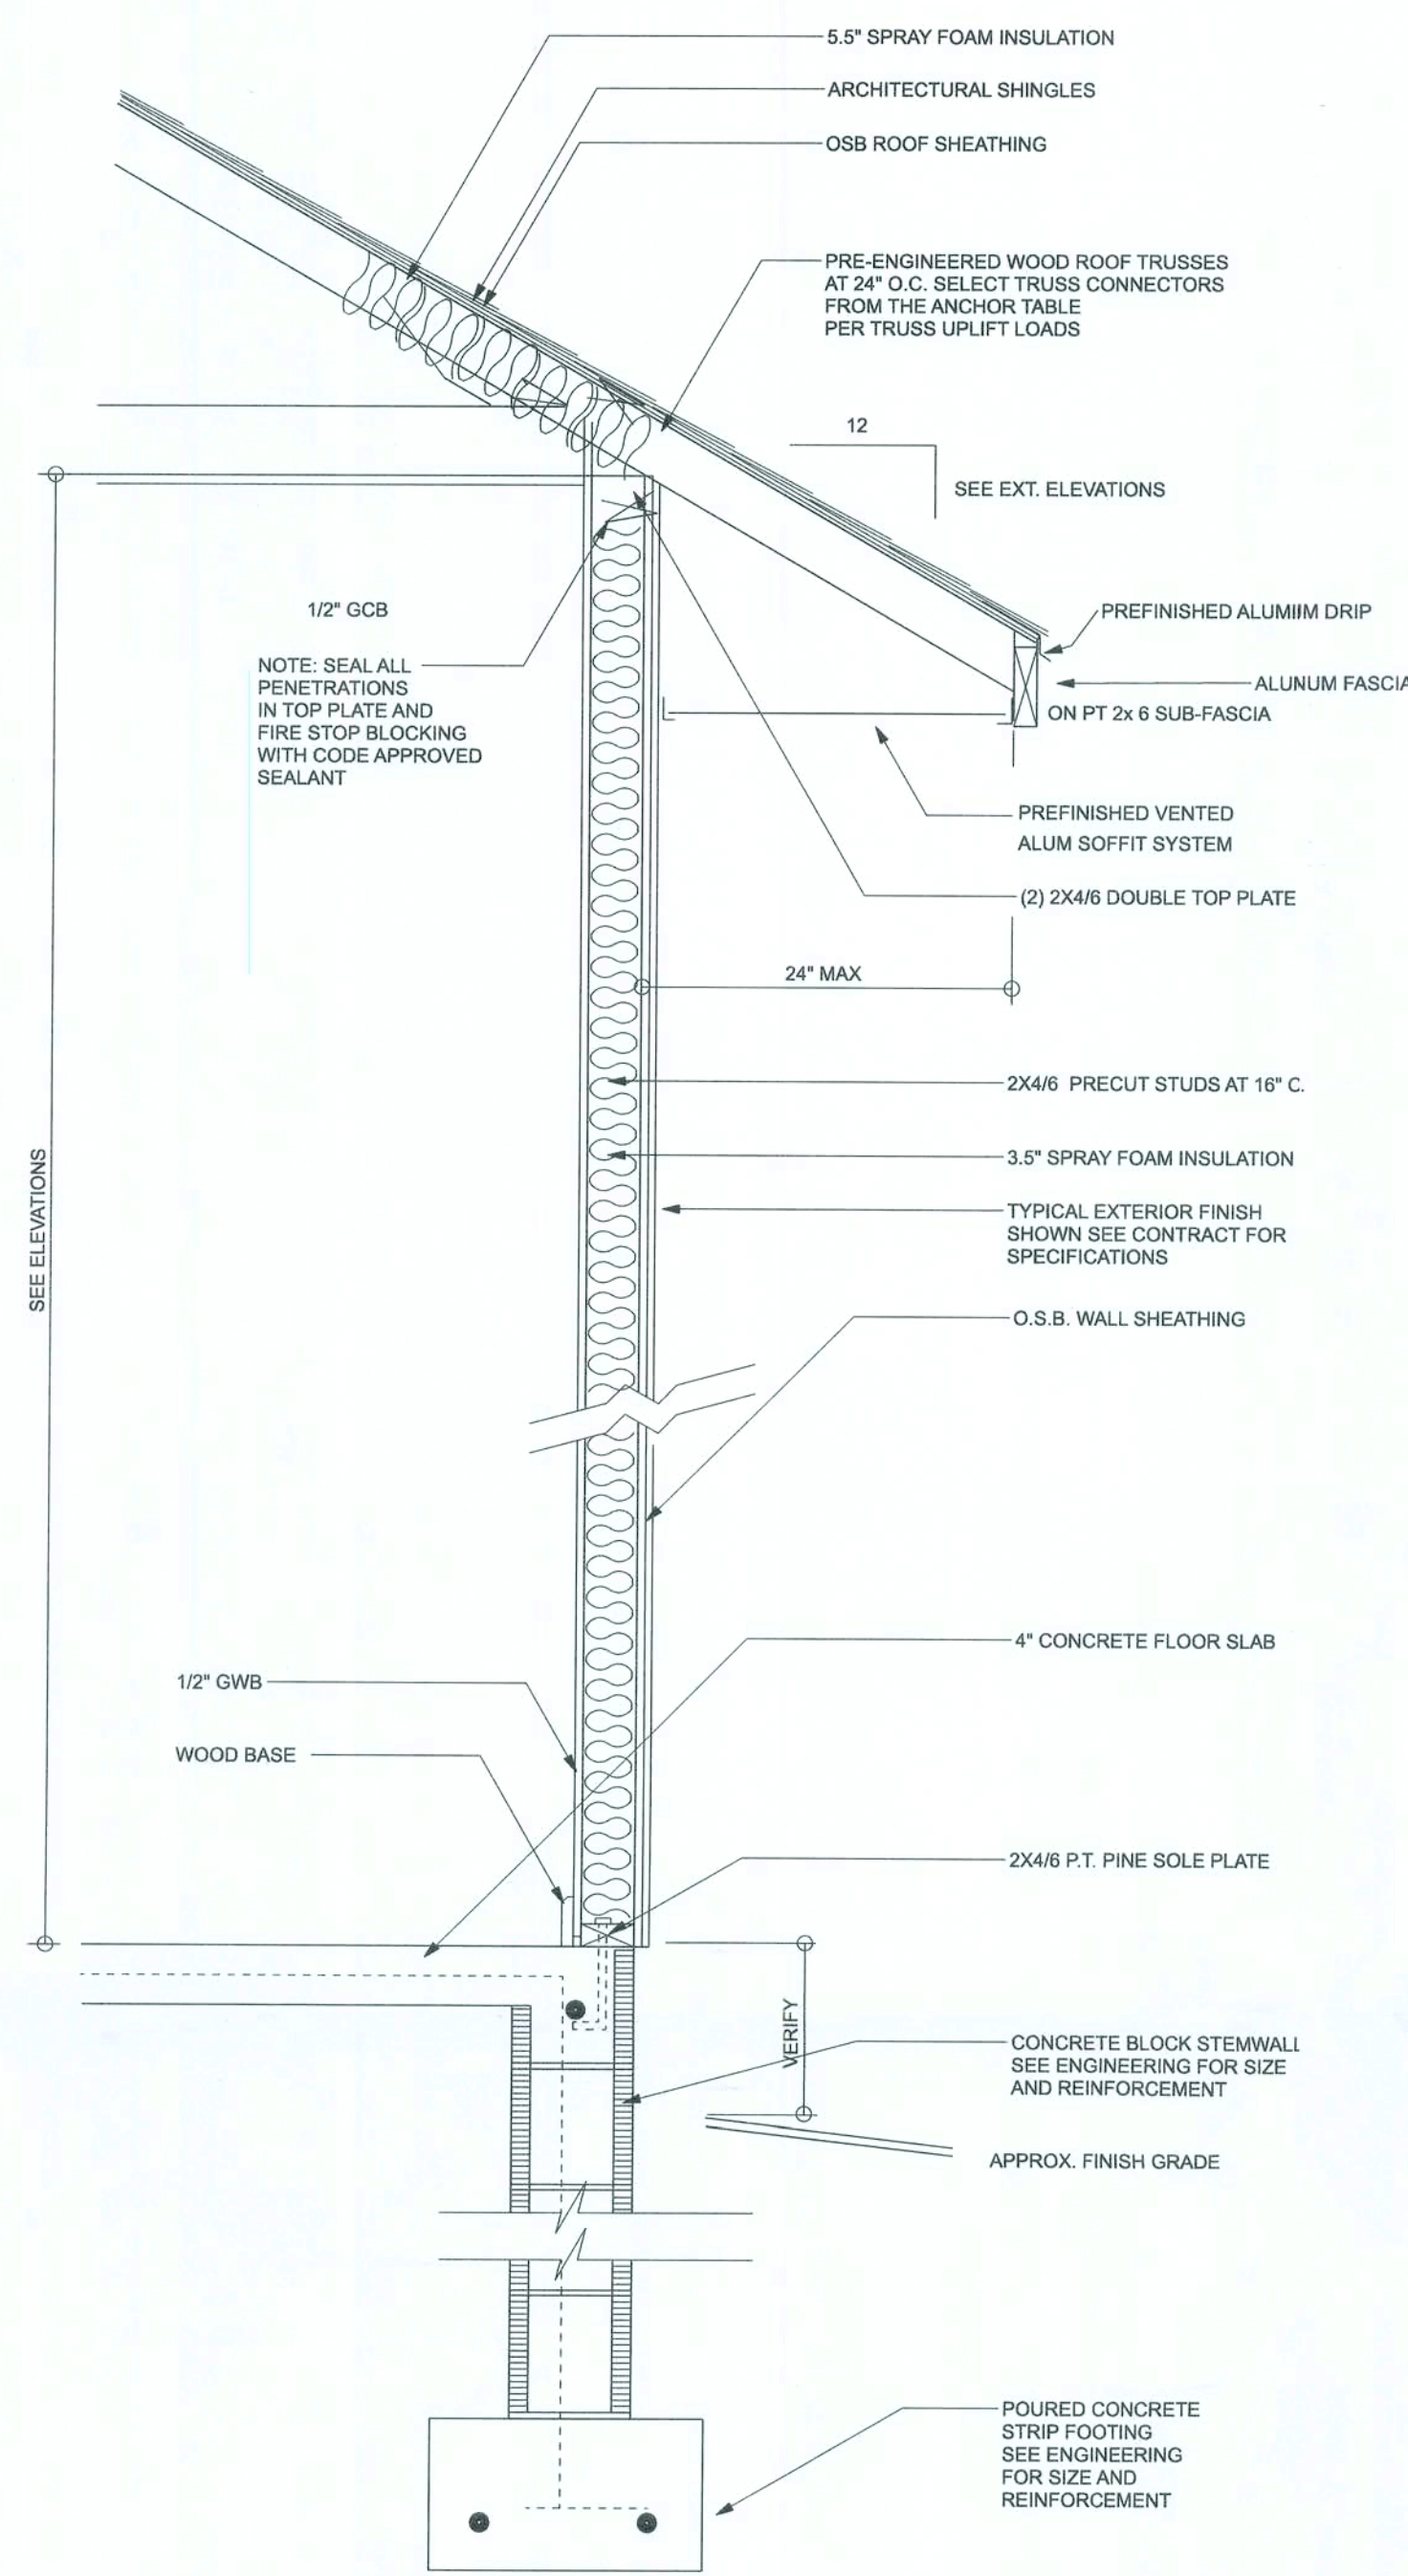 5.5" SPRAY FOAM INSULATION
ARCHITECTURAL SHINGLES
OSB ROOF SHEATHING
PRE-ENGINEERED WOOD ROOF TRUSSES
AT 24" O.C. SELECT TRUSS CONNECTORS
FROM THE ANCHOR TABLE
PER TRUSS UPLIFT LOADS
12
SEE EXT. ELEVATIONS
1/2" GCB
PREFINISHED ALUMIIM DRIP
NOTE: SEAL ALL
PENETRATIONS
IN TOP PLATE AND
FIRE STOP BLOCKING
WITH CODE APPROVED
SEALANT
ALUNUM FASCIA
ON PT 2x 6 SUB-FASCIA
PREFINISHED VENTED
ALUM SOFFIT SYSTEM
(2) 2X4/6 DOUBLE TOP PLATE
24" MAX
2X4/6 PRECUT STUDS AT 16" C.
3.5" SPRAY FOAM INSULATION
SEE ELEVATIONS
TYPICAL EXTERIOR FINISH
SHOWN SEE CONTRACT FOR
SPECIFICATIONS
O.S.B. WALL SHEATHING
4" CONCRETE FLOOR SLAB
1/2" GWB
WOOD BASE
2X4/6 P.T. PINE SOLE PLATE
VERIFY
CONCRETE BLOCK STEMWALL
SEE ENGINEERING FOR SIZE
AND REINFORCEMENT
APPROX. FINISH GRADE
POURED CONCRETE
STRIP FOOTING
SEE ENGINEERING
FOR SIZE AND
REINFORCEMENT